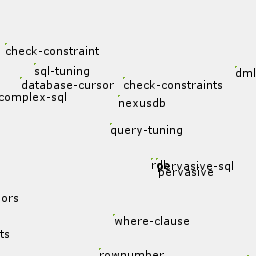 check-constraint
sql-tuning
dml
database-cursor
check-constraints
complex-sql
nexusdb
query-tuning
pervasive-sql
pervasive
ors
where-clause
ts
rownumber